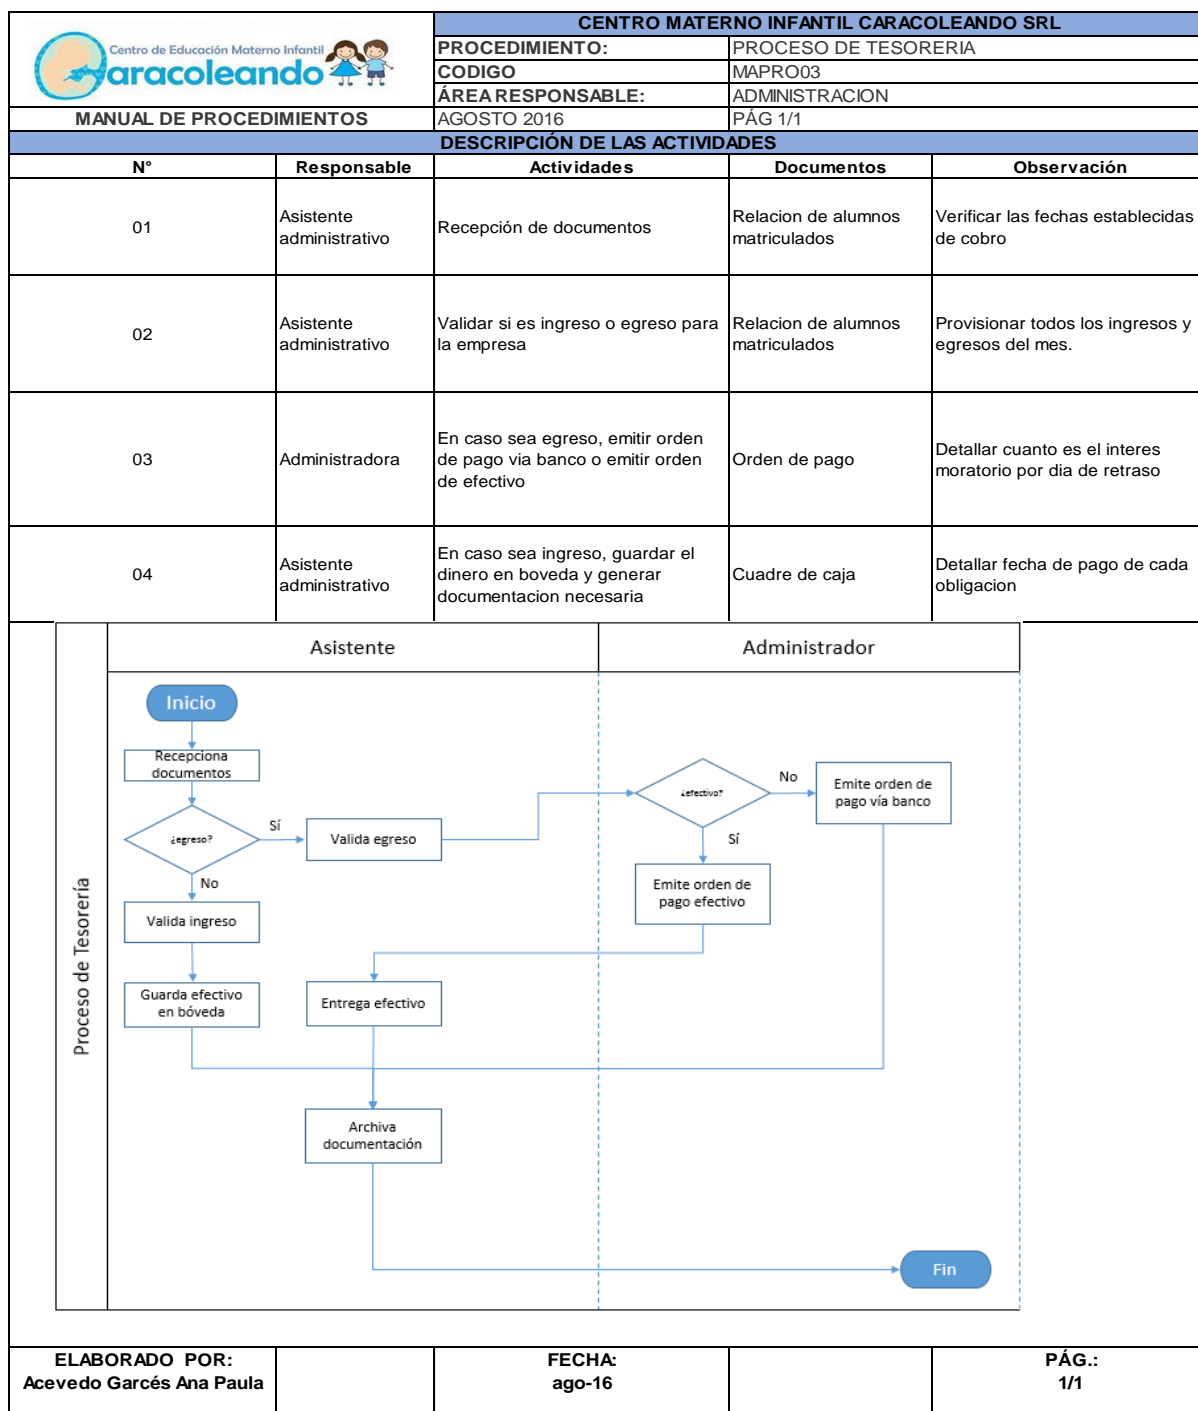 Centro de Educación Materno Infantil
Caracoleando
CENTRO MATERNO INFANTIL CARACOLEANDO SRL
PROCEDIMIENTO: PROCESO DE TESORERIA
CODIGO MAPRO03
ÁREA RESPONSABLE: ADMINISTRACION
MANUAL DE PROCEDIMIENTOS AGOSTO 2016 PÁG 1/1
DESCRIPCIÓN DE LAS ACTIVIDADES
N° Responsable Actividades Documentos Observación
01
Asistente
administrativo
Recepción de documentos
Relacion de alumnos
matriculados
Verificar las fechas establecidas
de cobro
02
Asistente
administrativo
Validar si es ingreso o egreso para
la empresa
Relacion de alumnos
matriculados
Provisionar todos los ingresos y
egresos del mes.
03
Administradora
En caso sea egreso, emitir orden
de pago via banco o emitir orden
de efectivo
Orden de pago
Detallar cuanto es el interes
moratorio por dia de retraso
04
Asistente
administrativo
En caso sea ingreso, guardar el
dinero en boveda y generar
documentacion necesaria
Cuadre de caja
Detallar fecha de pago de cada
obligacion
Proceso de Tesorería
Asistente
Administrador
Inicio
Recepciona
documentos
¿egreso?
Sí
Valida egreso
No
Valida ingreso
Guarda efectivo
en bóveda
¿efectivo?
No
Emite orden de
pago vía banco
Sí
Emite orden de
pago efectivo
Entrega efectivo
Archiva
documentación
Fin
ELABORADO POR:
Acevedo Garcés Ana Paula
FECHA:
ago-16
PÁG.:
1/1